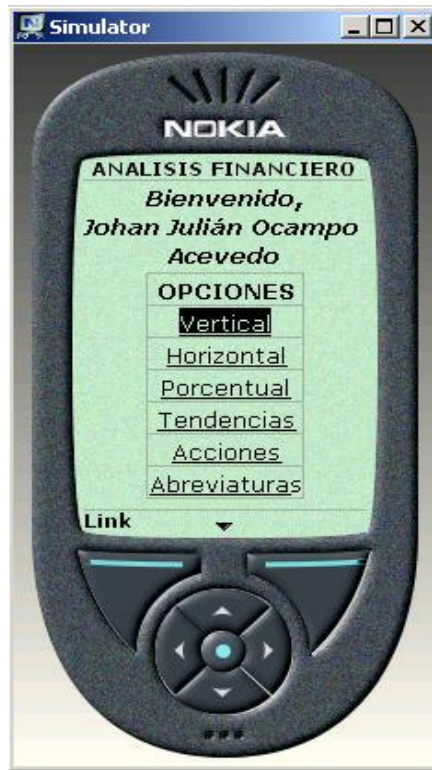 Simulator
NOKIA
ANALISIS FINANCIERO
Bienvenido,
Johan Julián Ocampo
Acevedo
OPCIONES
Vertical
Horizontal
Porcentual
Tendencias
Acciones
Abreviaturas
Link